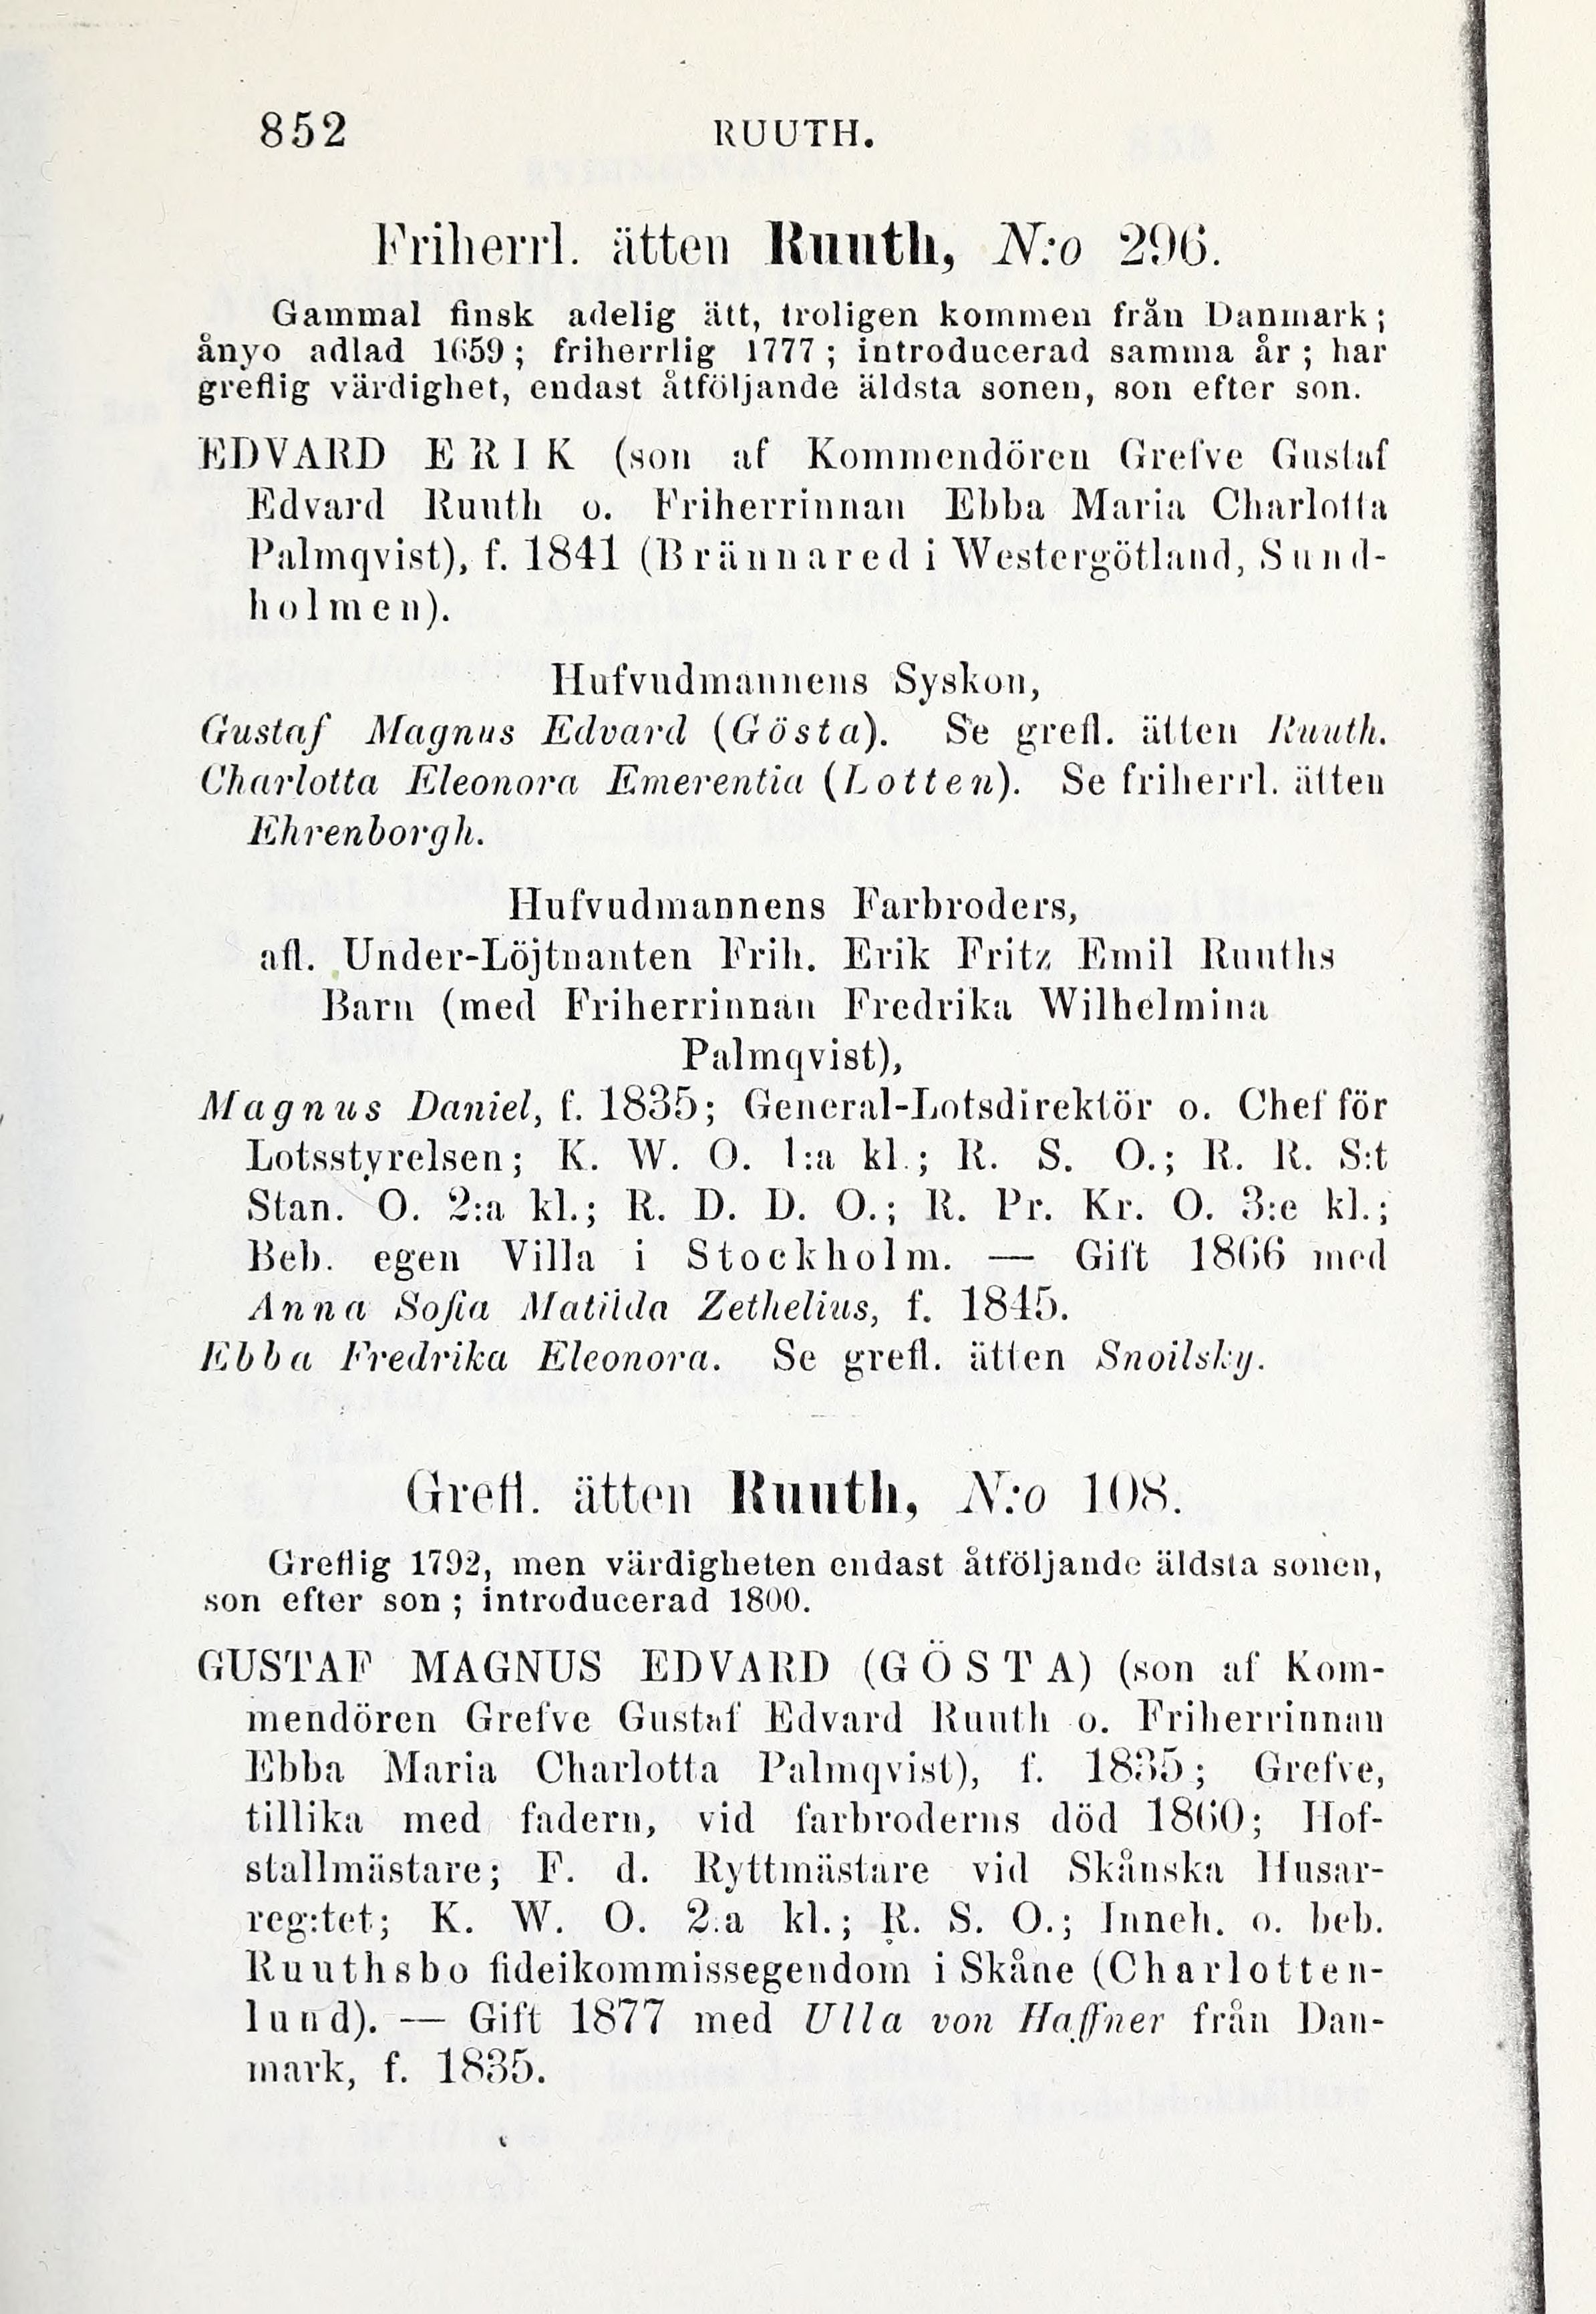 852 RUUTH.
Friherrl. ätten Ruuth, N:o 296.
Gammal finsk adelig ätt, troligen kommen från Danmark;
ånyo adlad 1659; friherrlig 1777; introducerad samma år; har
greflig värdighet, endast åtföljande äldsta sonen, son efter son.
EDVARD ERIK (son af Kommendören Grefve Gustaf
Edvard Ruuth o. Friherrinnan Ebba Maria Charlotta
Palmqvist), f. 1841 (Brännared i Westergötland, Sund-
holmen).
Hufvudmannens Syskon,
Gustaf Magnus Edvard (Gösta). Se grefl. ätten Ruuth.
Charlotta Eleonora Emerentia (Lotten). Se friherrl. ätten
Ehrenborgh.
Hufvudmannens Farbroders,
afl. Under-Löjtnanten Frih. Erik Fritz Emil Ruuths
Barn (med Friherrinnan Fredrika Wilhelmina
Palmqvist),
Magnus Daniel, f. 1835; General-Lotsdirektör o. Chef för
Lotsstyrelsen; K. W. O. 1:a kl.; R. S. O.; R. R. S:t
Stan. O. 2:a kl.; R. D. D. O.; R. Pr. Kr. O. 3:e kl.;
Beb. egen Villa i Stockholm. — Gift 1866 med
Anna Sofia Matilda Zethelius, f. 1845.
Ebba Fredrika Eleonora. Se grefl. ätten Snoilsky.
Grefl. ätten Ruuth, N:o 108.
Greflig 1792, men värdigheten endast åtföljande äldsta sonen,
son efter son; introducerad 1800.
GUSTAF MAGNUS EDVARD (GÖSTA) (son af Kom-
mendören Grefve Gustaf Edvard Ruuth o. Friherrinnan
Ebba Maria Charlotta Palmqvist), f. 1835; Grefve,
tillika med fadern, vid farbroderns död 1860; Hof-
stallmästare; F. d. Ryttmästare vid Skånska Husar-
reg:tet; K. W. O. 2:a kl.; R. S. O.; Inneh. o. beb.
Ruuthsbo fideikommissegendom i Skåne (Charlotten-
lund). — Gift 1877 med Ulla von Haffner från Dan-
mark, f. 1835.